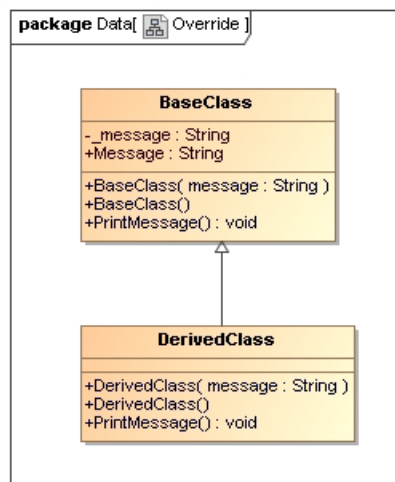 package Data[ Override ]
BaseClass
-_message : String
+Message : String
+BaseClass( message : String )
+BaseClass()
+PrintMessage() : void
DerivedClass
+DerivedClass( message : String )
+DerivedClass()
+PrintMessage() : void